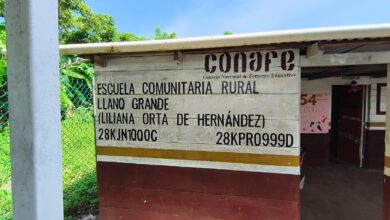 CONAFE
Consejo Nacional de Fomento Educativo
ESCUELA COMUNITARIA RURAL
LLANO GRANDE
(LILIANA ORTA DE HERNÁNDEZ)
28KJN1000C 28KPR0999D
54